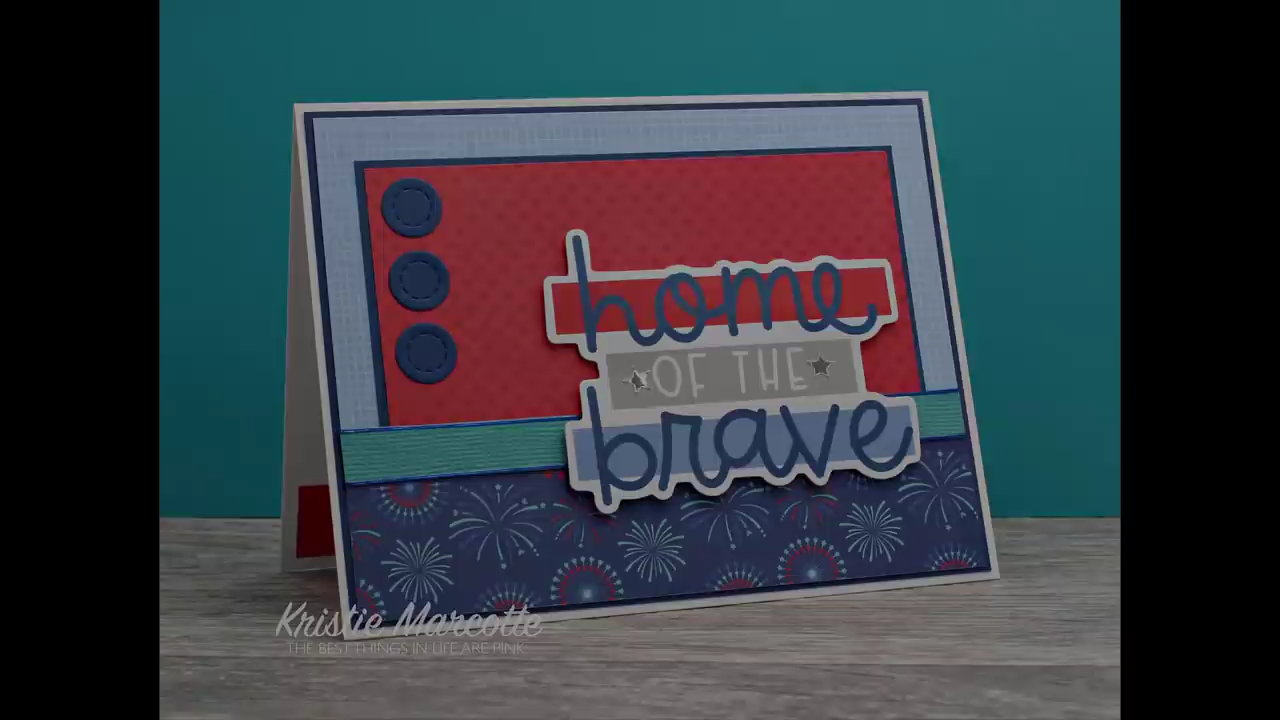 home
OF THE
brave
Kristie Marcotte
THE BEST THINGS IN LIFE ARE PINK